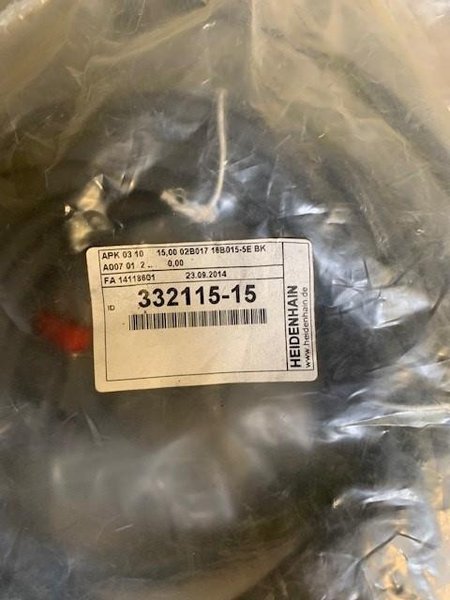 APK 03 10 15,00 02B017 16B015-5E BK
A007 01 2 .. 0,00
FA 14118601 23.09.2014
ID 332115-15
HEIDENHAIN
www.heidenhain.de